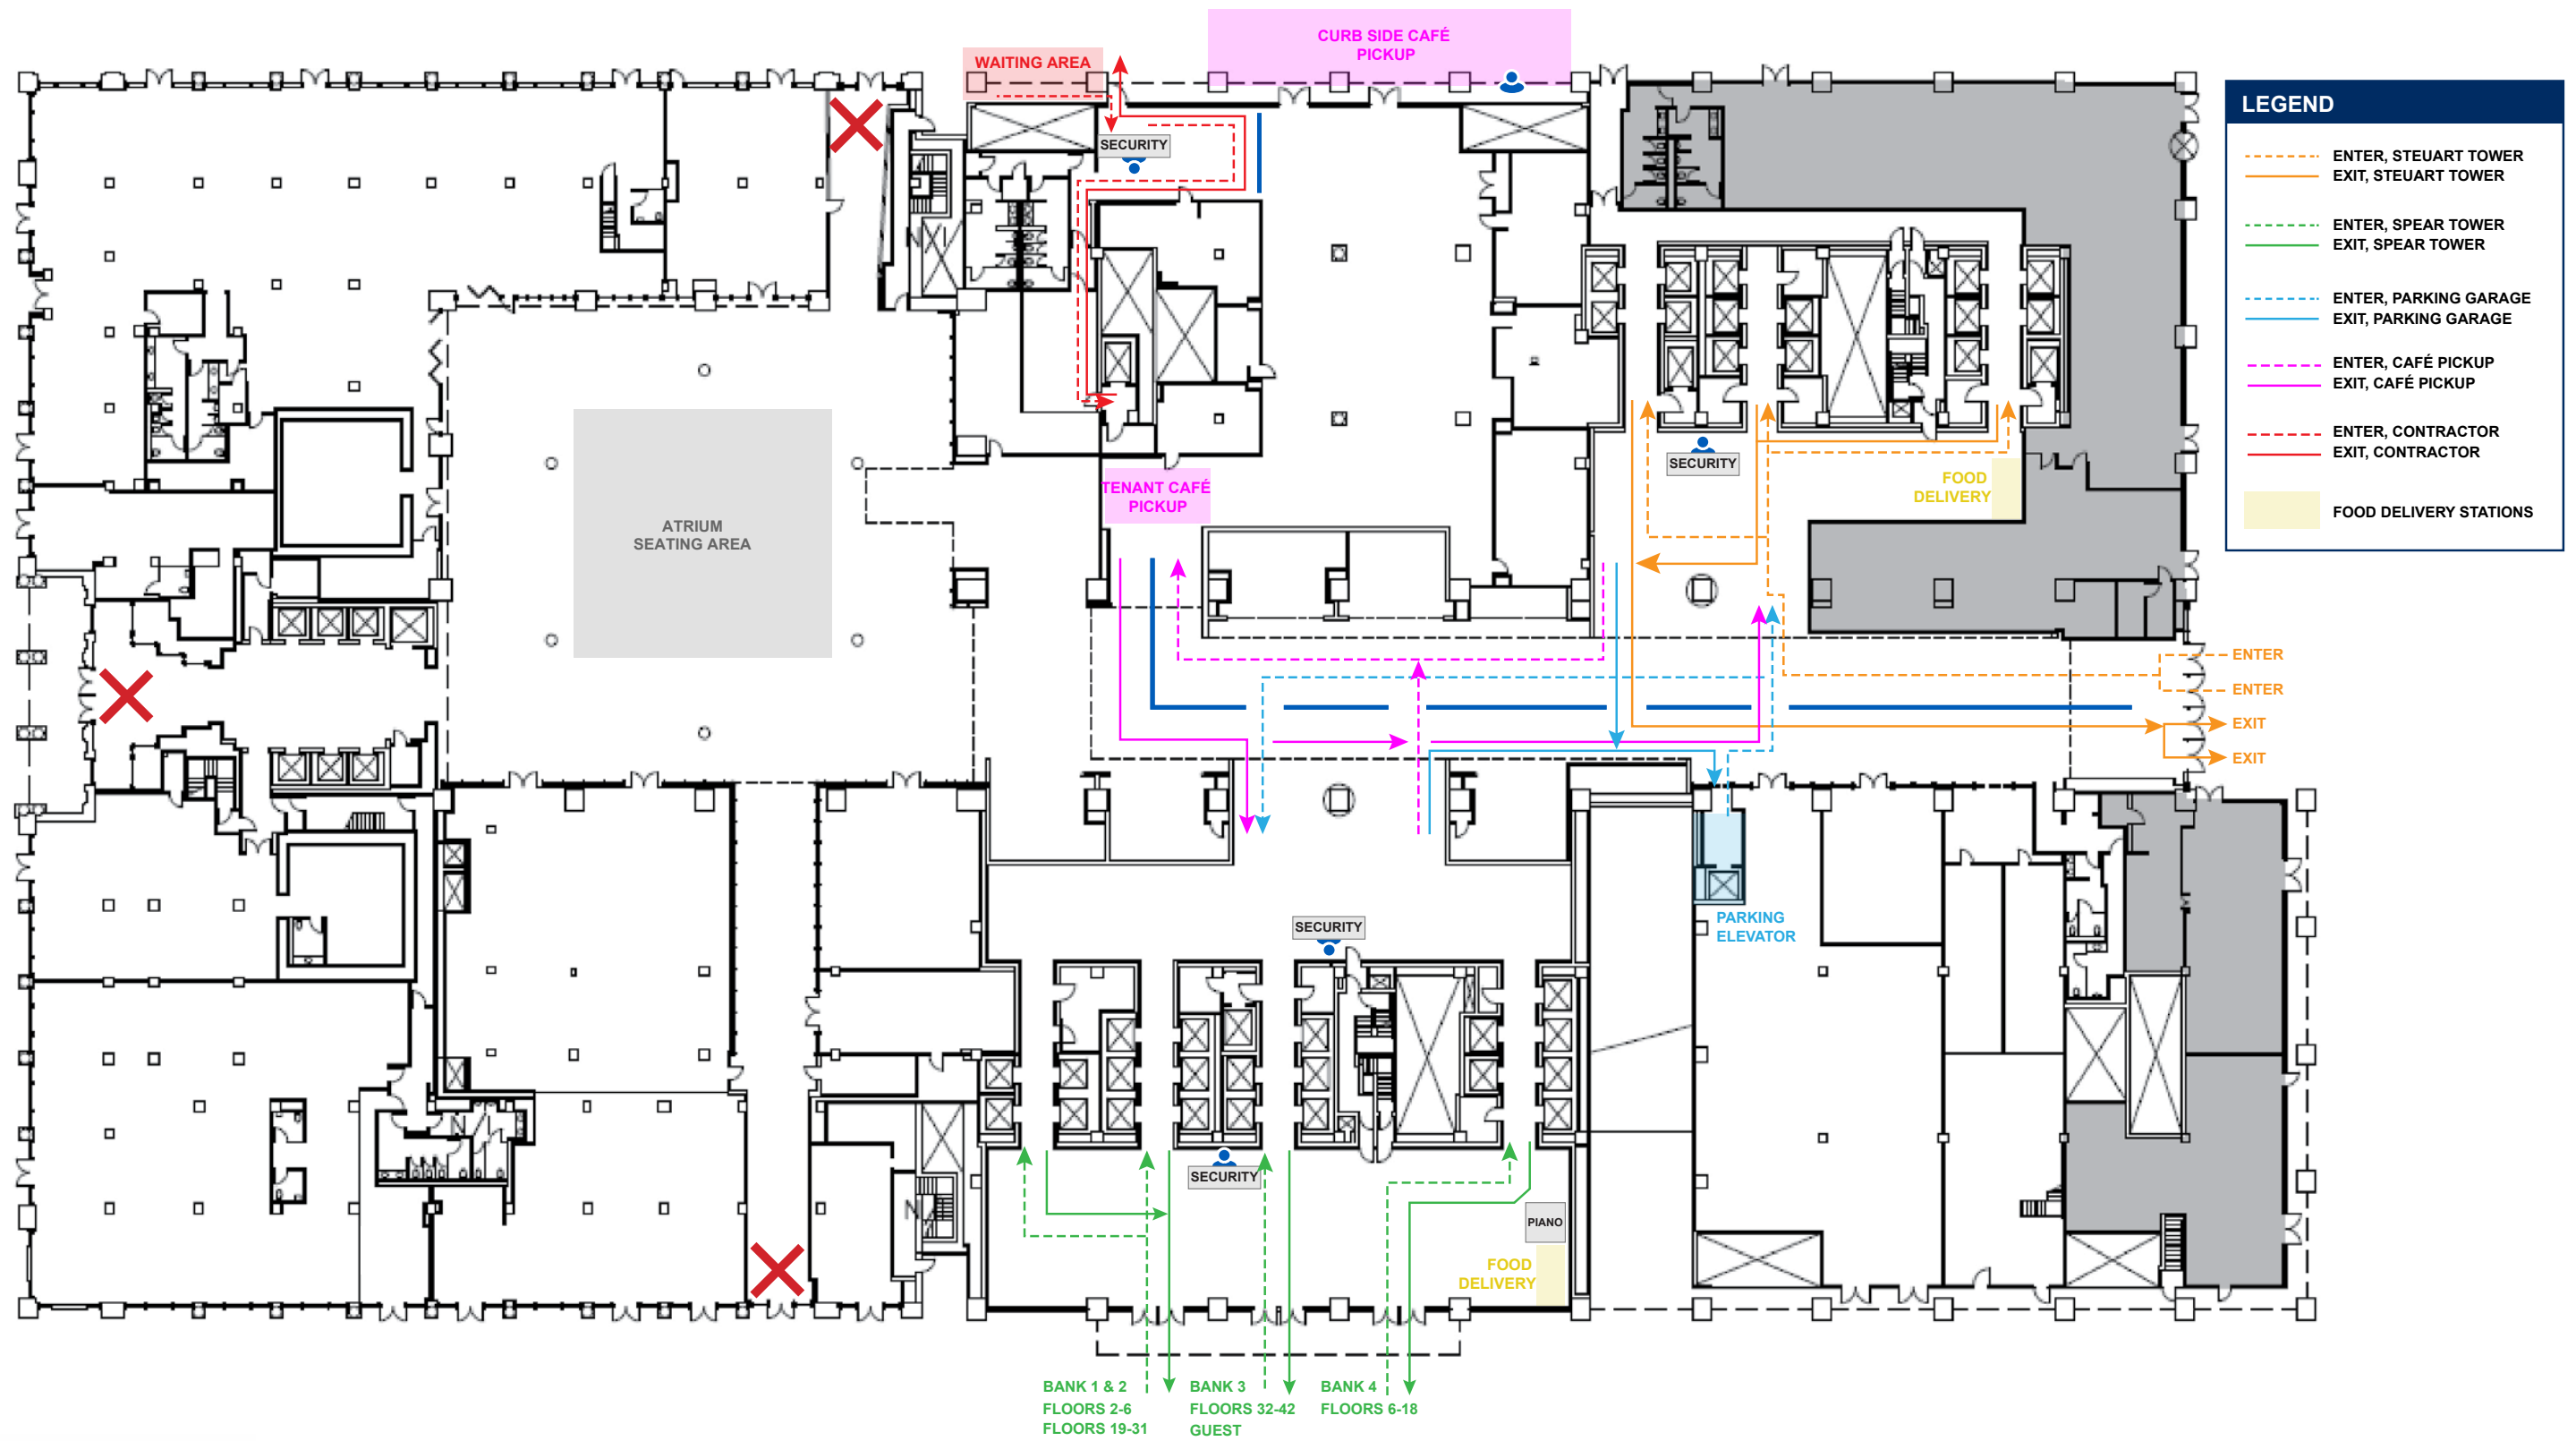 CURB SIDE CAFÉ
PICKUP
WAITING AREA
SECURITY
LEGEND
ENTER, STEUART TOWER
EXIT, STEUART TOWER
ENTER, SPEAR TOWER
EXIT, SPEAR TOWER
ENTER, PARKING GARAGE
EXIT, PARKING GARAGE
ENTER, CAFÉ PICKUP
EXIT, CAFÉ PICKUP
ENTER, CONTRACTOR
EXIT, CONTRACTOR
FOOD DELIVERY STATIONS
SECURITY
FOOD
DELIVERY
TENANT CAFÉ
PICKUP
ATRIUM
SEATING AREA
ENTER
ENTER
EXIT
EXIT
PARKING
ELEVATOR
SECURITY
SECURITY
PIANO
FOOD
DELIVERY
BANK 1 & 2
FLOORS 2-6
FLOORS 19-31
BANK 3
FLOORS 32-42
GUEST
BANK 4
FLOORS 6-18